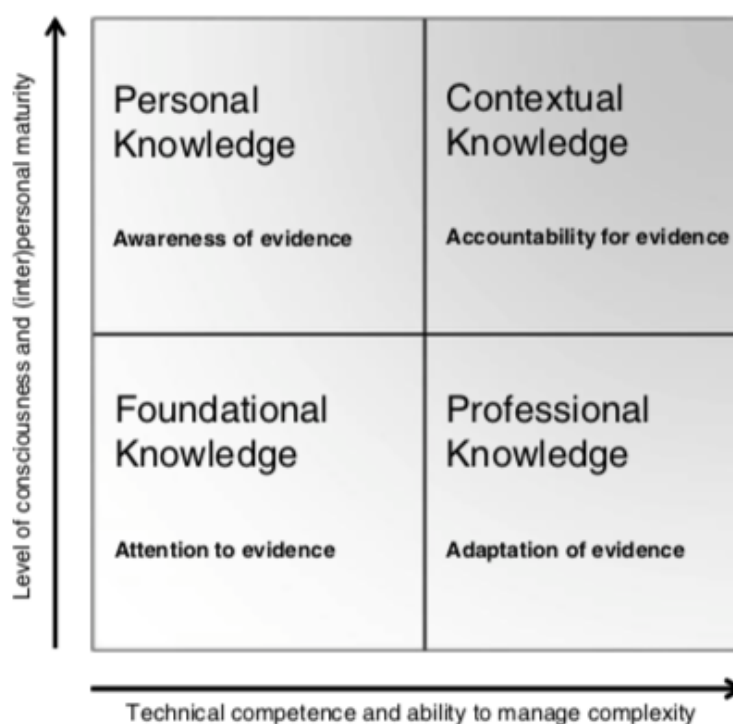 Level of consciousness and (inter)personal maturity
Personal
Knowledge
Awareness of evidence
Contextual
Knowledge
Accountability for evidence
Foundational
Knowledge
Attention to evidence
Professional
Knowledge
Adaptation of evidence
Technical competence and ability to manage complexity